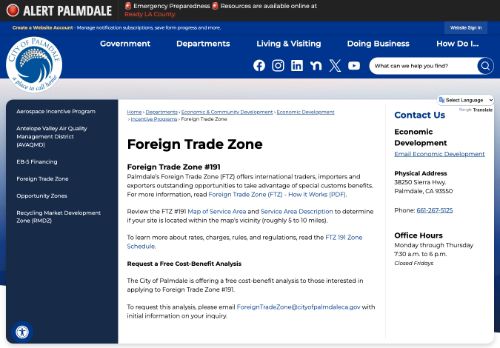 ALERT PALMDALE
🚨 Emergency Preparedness 🚨 Resources are available online at
Ready LA County.
Create a Website Account - Manage notification subscriptions, save form progress and more.
Website Sign In
CITY OF PALMDALE
a place to call home
Government
Departments
Living & Visiting
Doing Business
How Do I...
What can we help you find?
Select Language
Google Translate
Aerospace Incentive Program
Antelope Valley Air Quality
Management District
(AVAQMD)
EB-5 Financing
Foreign Trade Zone
Opportunity Zones
Recycling Market Development
Zone (RMDZ)
Home › Departments › Economic & Community Development › Economic Development
› Incentive Programs › Foreign Trade Zone
Foreign Trade Zone
Foreign Trade Zone #191
Palmdale's Foreign Trade Zone (FTZ) offers international traders, importers and
exporters outstanding opportunities to take advantage of special customs benefits.
For more information, read Foreign Trade Zone (FTZ) - How It Works (PDF).
Review the FTZ #191 Map of Service Area and Service Area Description to determine
if your site is located within the map's vicinity (roughly 5 to 10 miles).
To learn more about rates, charges, rules, and regulations, read the FTZ 191 Zone
Schedule.
Request a Free Cost-Benefit Analysis
The City of Palmdale is offering a free cost-benefit analysis to those interested in
applying to Foreign Trade Zone #191.
To request this analysis, please email ForeignTradeZone@cityofpalmdaleca.gov with
initial information on your inquiry.
Contact Us
Economic
Development
Email Economic Development
Physical Address
38250 Sierra Hwy.
Palmdale, CA 93550
Phone: 661-267-5125
Office Hours
Monday through Thursday
7:30 a.m. to 6 p.m.
Closed Fridays